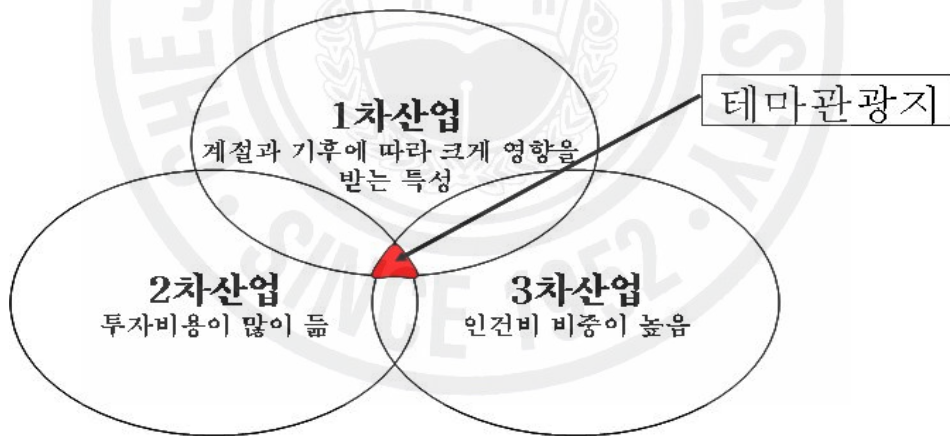 1차산업
계절과 기후에 따라 크게 영향을
받는 특성
테마관광지
2차산업
투자비용이 많이 듦
3차산업
인건비 비중이 높음
SINCE 1952